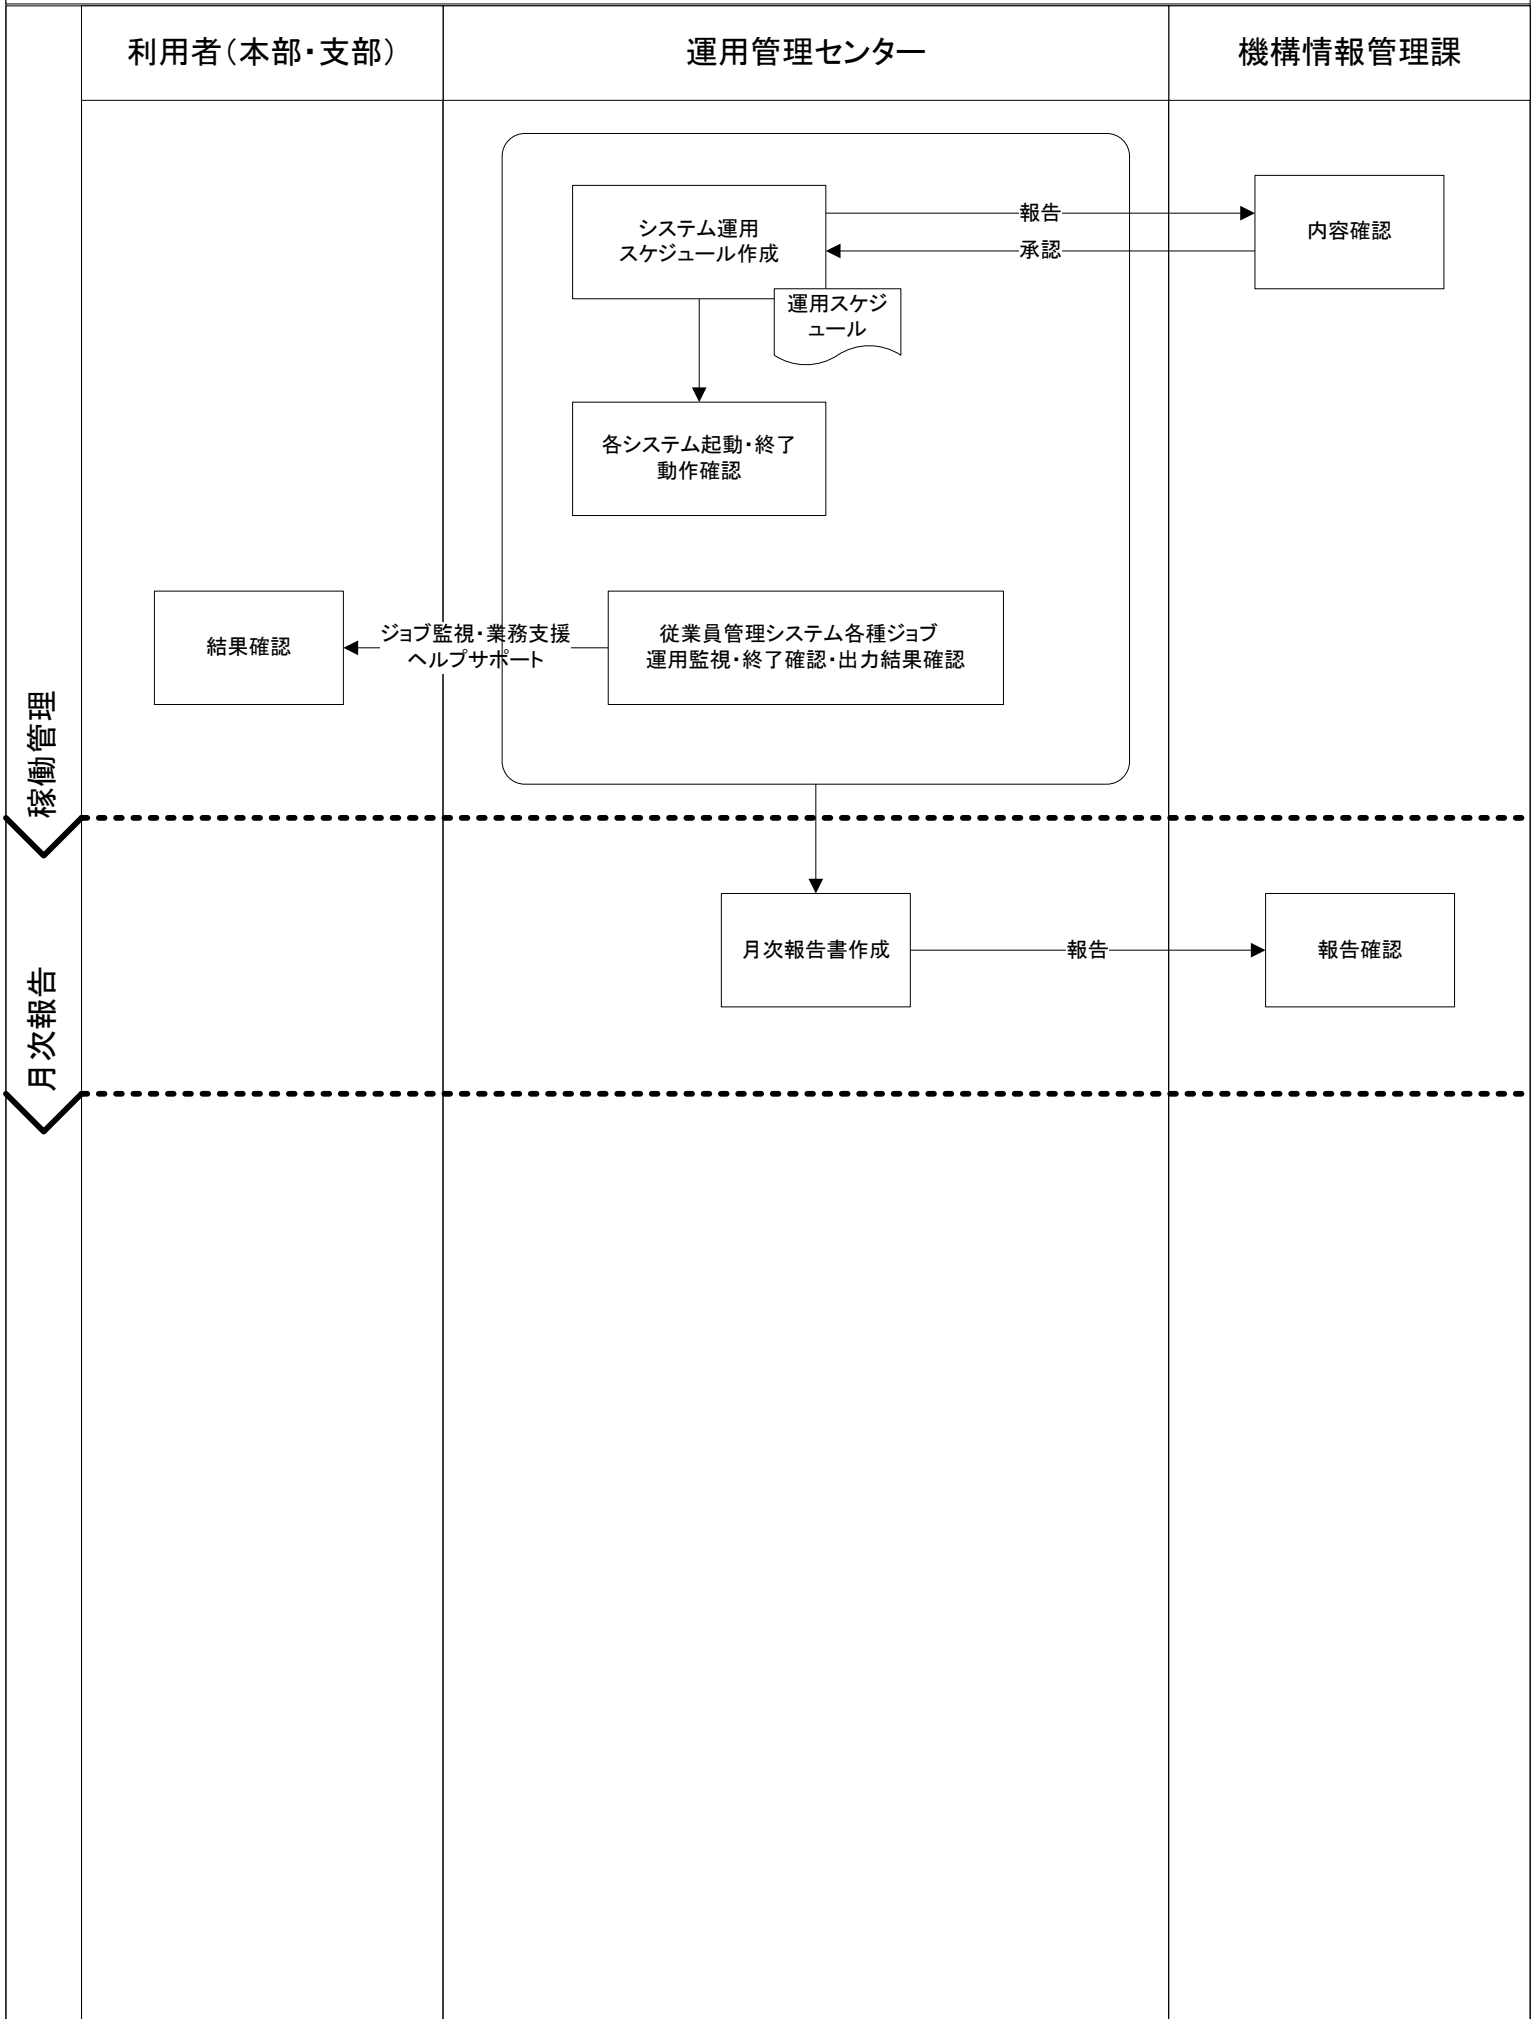 利用者（本部・支部）
運用管理センター
機構情報管理課
システム運用
スケジュール作成
報告
承認
内容確認
運用スケジ
ュール
各システム起動・終了
動作確認
結果確認
ジョブ監視・業務支援
ヘルプサポート
従業員管理システム各種ジョブ
運用監視・終了確認・出力結果確認
稼働管理
月次報告書作成
報告
報告確認
月次報告